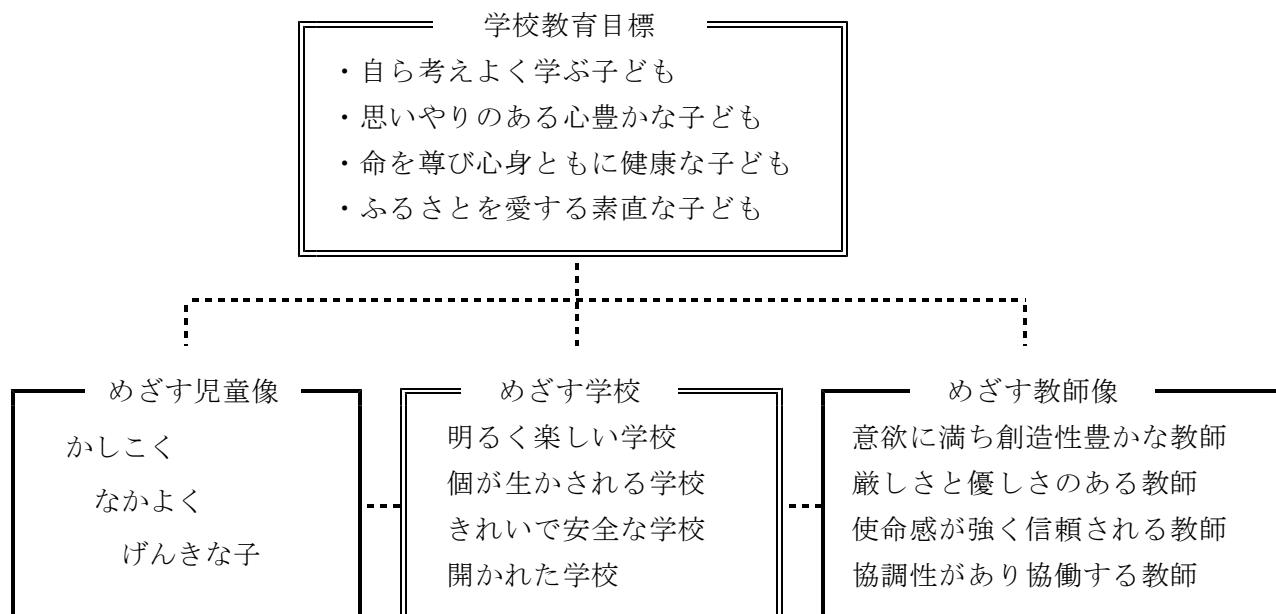 学校教育目標
・自ら考えよく学ぶ子ども
・思いやりのある心豊かな子ども
・命を尊び心身ともに健康な子ども
・ふるさとを愛する素直な子ども
めざす児童像
かしこく
なかよく
げんきな子
めざす学校
明るく楽しい学校
個が生かされる学校
きれいで安全な学校
開かれた学校
めざす教師像
意欲に満ち創造性豊かな教師
厳しさと優しさのある教師
使命感が強く信頼される教師
協調性があり協働する教師